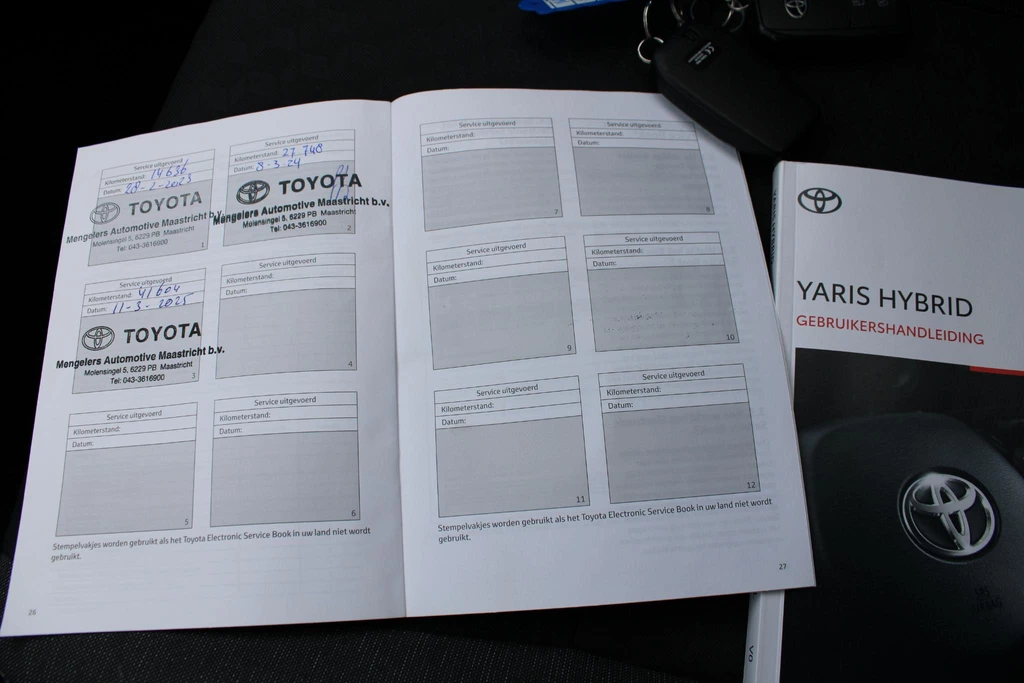 Service uitgevoerd
Kilometerstand: 14636
Datum: 28-2-2023
TOYOTA
Mengelers Automotive Maastricht b.v.
Molensingel 5, 6229 PB Maastricht
Tel: 043-3616900
1
Service uitgevoerd
Kilometerstand: 27 748
Datum: 8-3-24
TOYOTA
Mengelers Automotive Maastricht b.v.
Molensingel 5, 6229 PB Maastricht
Tel: 043-3616900
2
Service uitgevoerd
Kilometerstand: 41604
Datum: 11-3-2025
TOYOTA
Mengelers Automotive Maastricht b.v.
Molensingel 5, 6229 PB Maastricht
Tel: 043-3616900
3
Service uitgevoerd
Kilometerstand:
Datum:
4
Service uitgevoerd
Kilometerstand:
Datum:
5
Service uitgevoerd
Kilometerstand:
Datum:
6
Stempelvakjes worden gebruikt als het Toyota Electronic Service Book in uw land niet wordt
gebruikt.
26
Service uitgevoerd
Kilometerstand:
Datum:
7
Service uitgevoerd
Kilometerstand:
Datum:
8
Service uitgevoerd
Kilometerstand:
Datum:
9
Service uitgevoerd
Kilometerstand:
Datum:
10
Service uitgevoerd
Kilometerstand:
Datum:
11
Service uitgevoerd
Kilometerstand:
Datum:
12
Stempelvakjes worden gebruikt als het Toyota Electronic Service Book in uw land niet wordt
gebruikt.
27
YARIS HYBRID
GEBRUIKERSHANDLEIDING